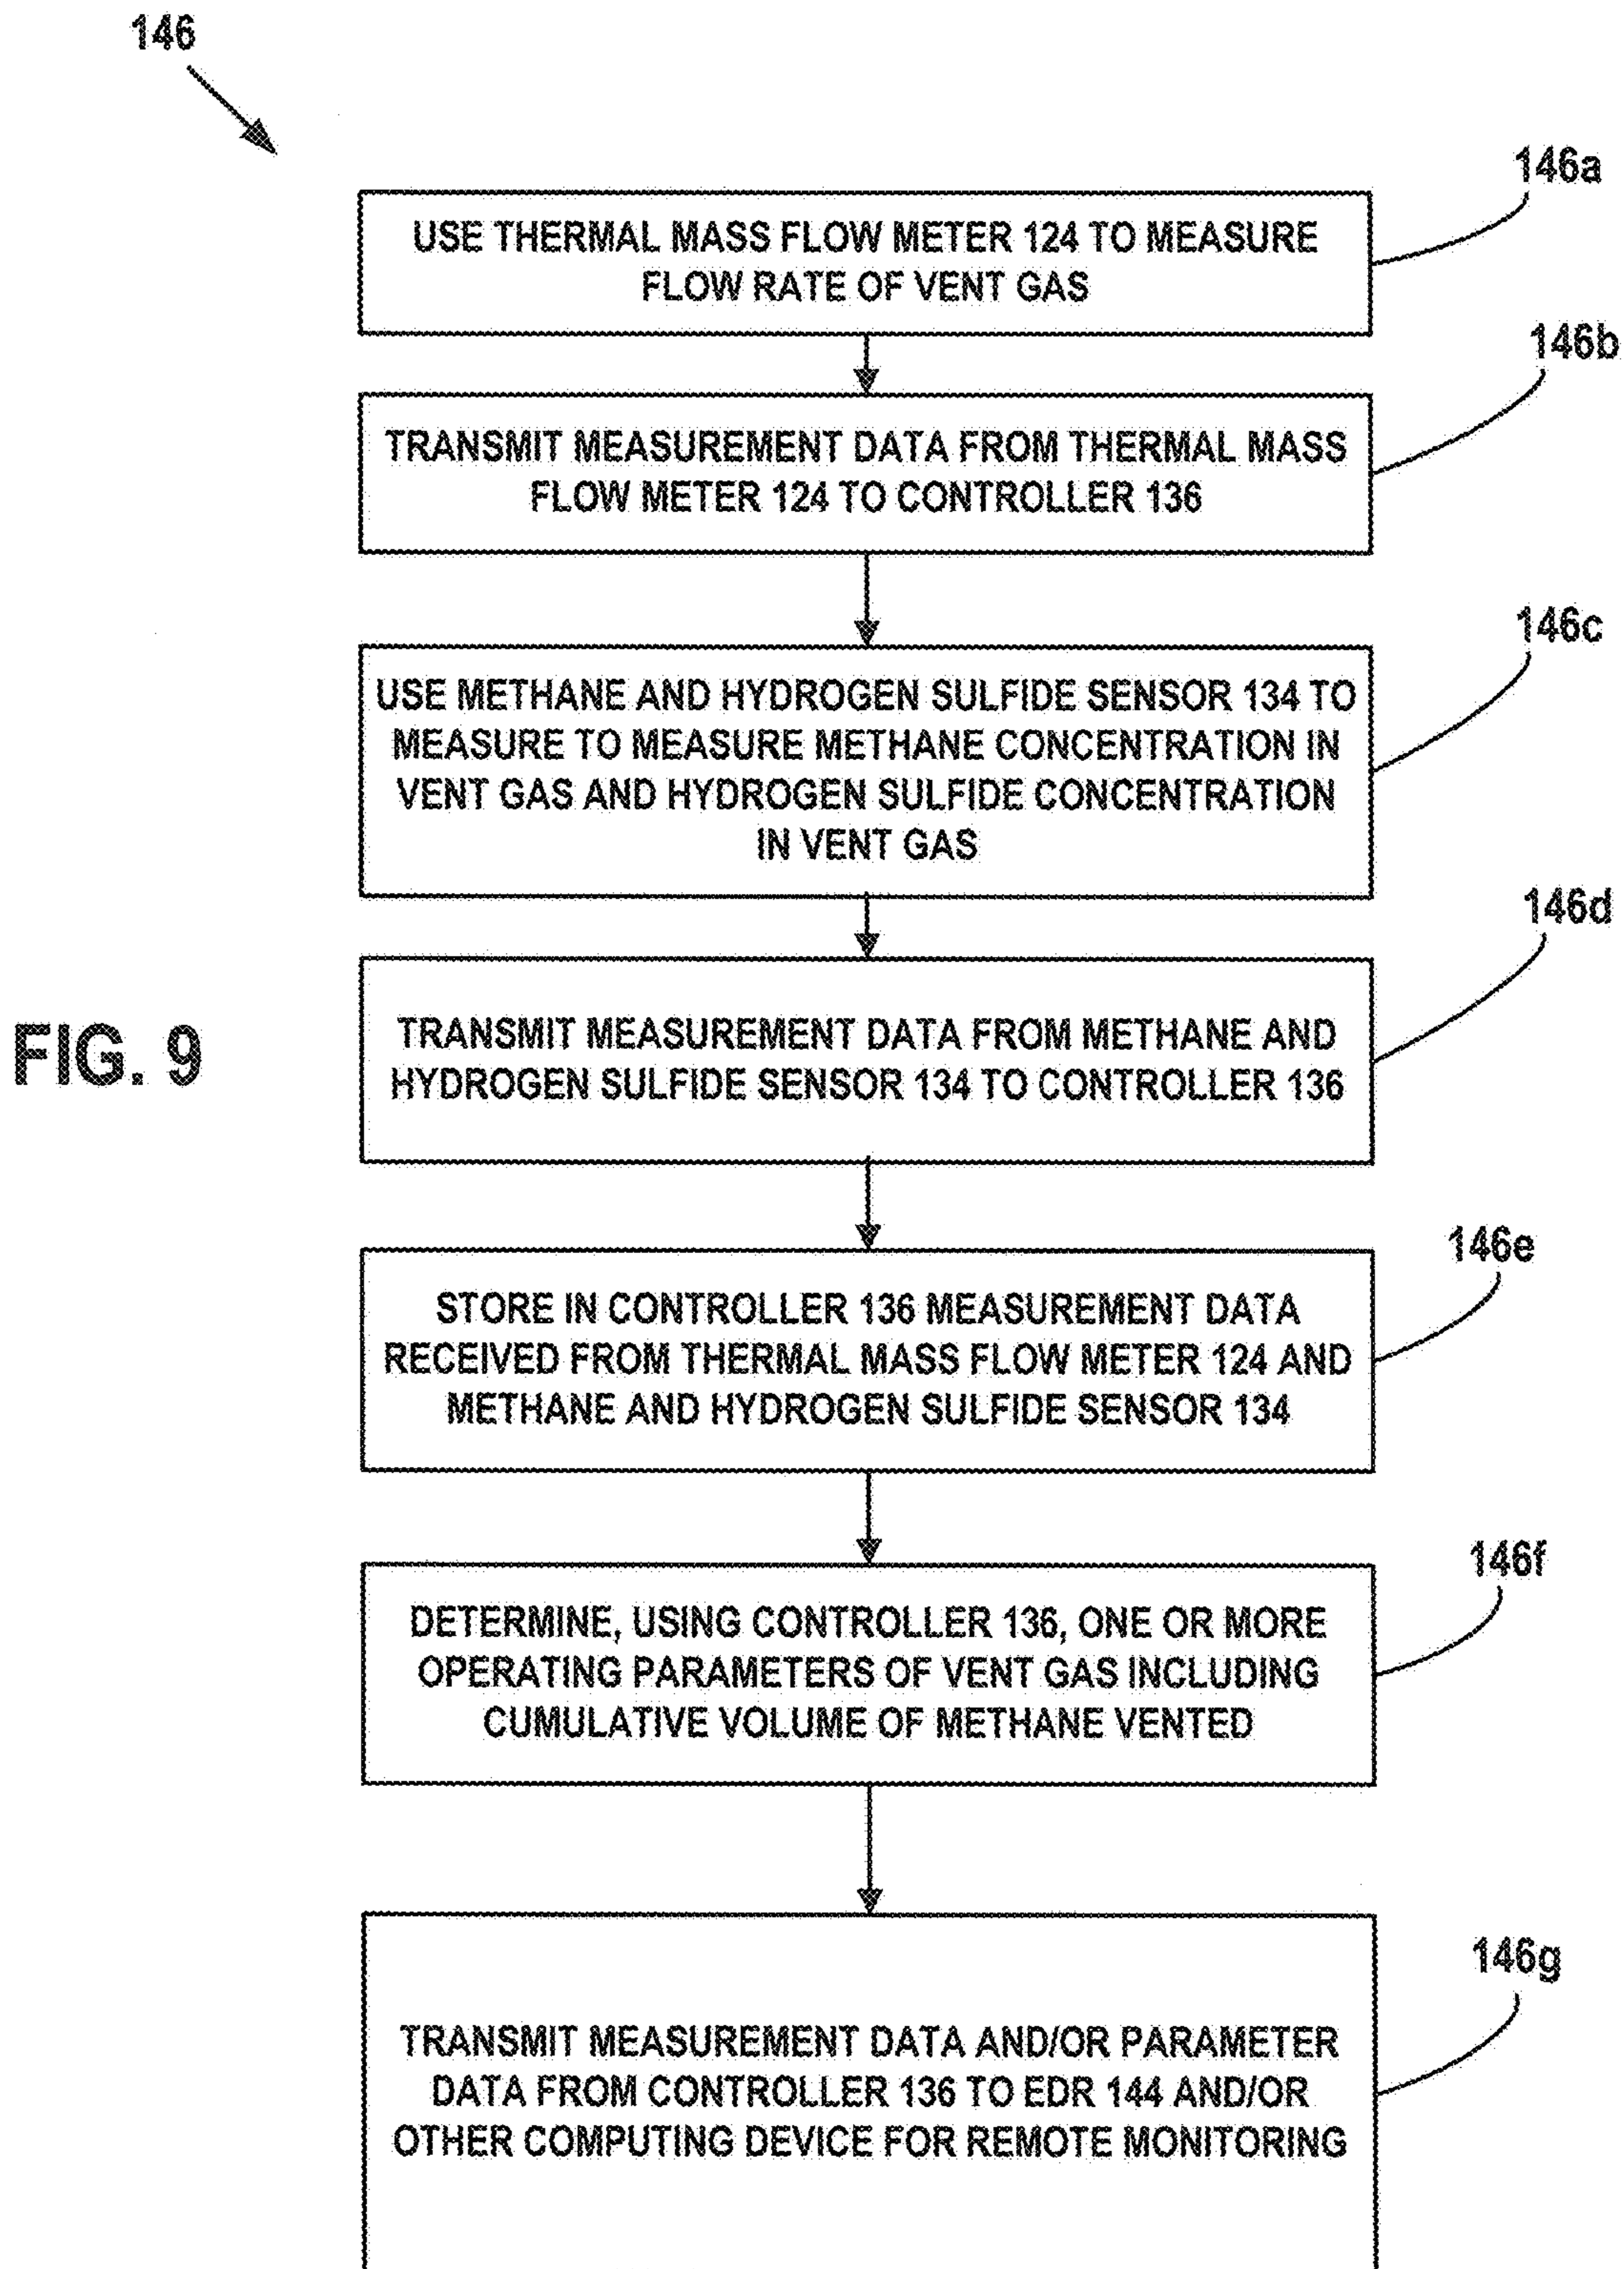 146
146a
USE THERMAL MASS FLOW METER 124 TO MEASURE
FLOW RATE OF VENT GAS
146b
TRANSMIT MEASUREMENT DATA FROM THERMAL MASS
FLOW METER 124 TO CONTROLLER 136
146c
USE METHANE AND HYDROGEN SULFIDE SENSOR 134 TO
MEASURE TO MEASURE METHANE CONCENTRATION IN
VENT GAS AND HYDROGEN SULFIDE CONCENTRATION
IN VENT GAS
146d
TRANSMIT MEASUREMENT DATA FROM METHANE AND
HYDROGEN SULFIDE SENSOR 134 TO CONTROLLER 136
FIG. 9
146e
STORE IN CONTROLLER 136 MEASUREMENT DATA
RECEIVED FROM THERMAL MASS FLOW METER 124 AND
METHANE AND HYDROGEN SULFIDE SENSOR 134
146f
DETERMINE, USING CONTROLLER 136, ONE OR MORE
OPERATING PARAMETERS OF VENT GAS INCLUDING
CUMULATIVE VOLUME OF METHANE VENTED
146g
TRANSMIT MEASUREMENT DATA AND/OR PARAMETER
DATA FROM CONTROLLER 136 TO EDR 144 AND/OR
OTHER COMPUTING DEVICE FOR REMOTE MONITORING